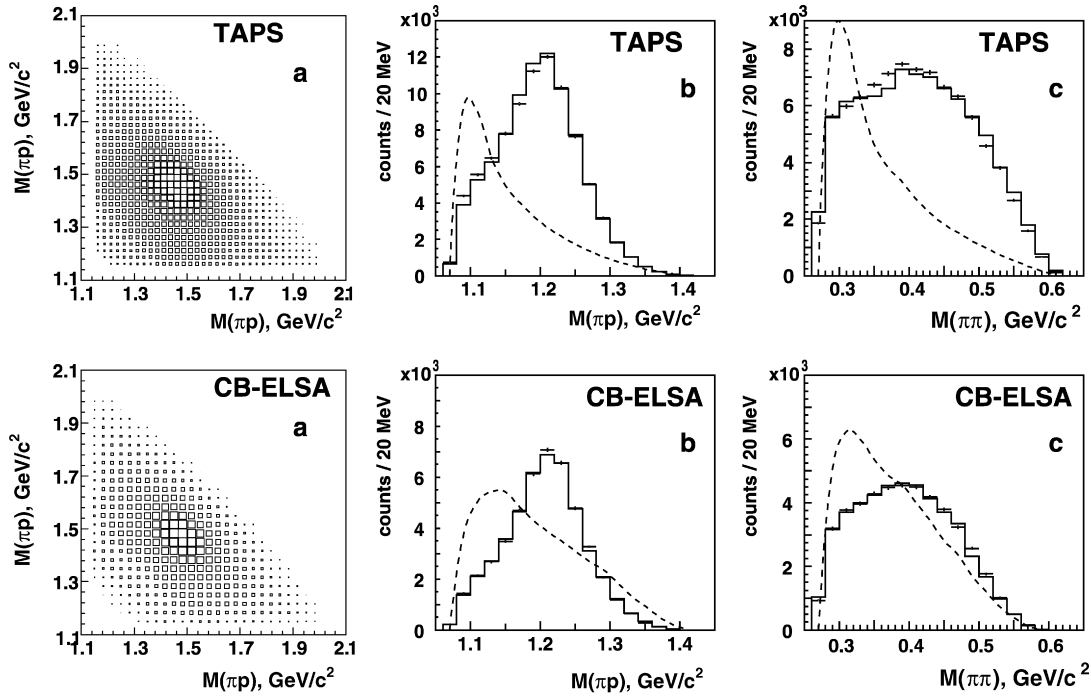 2.1
1.9
1.7
1.5
1.3
1.1
M(πp), GeV/c²
TAPS
a
1.1 1.3 1.5 1.7 1.9 2.1
M(πp), GeV/c²
x10³
12
10
8
6
4
2
0
counts / 20 MeV
TAPS
b
1.1 1.2 1.3 1.4
M(πp), GeV/c²
x10³
8
6
4
2
0
counts / 20 MeV
TAPS
c
0.3 0.4 0.5 0.6
M(ππ), GeV/c²
2.1
1.9
1.7
1.5
1.3
1.1
M(πp), GeV/c²
CB-ELSA
a
1.1 1.3 1.5 1.7 1.9 2.1
M(πp), GeV/c²
x10³
8
6
4
2
0
counts / 20 MeV
CB-ELSA
b
1.1 1.2 1.3 1.4
M(πp), GeV/c²
x10³
6
4
2
0
counts / 20 MeV
CB-ELSA
c
0.3 0.4 0.5 0.6
M(ππ), GeV/c²